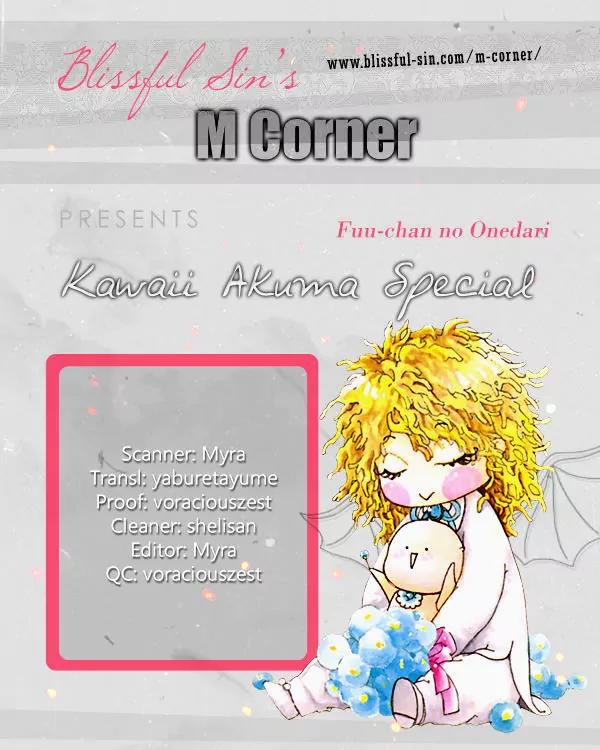 Blissful Sin's
www.blissful-sin.com/m-corner/
M Corner
PRESENTS
Fuu-chan no Onedari
Kawaii Akuma Special
Scanner: Myra
Transl: yaburetayume
Proof: voraciouszest
Cleaner: shelisan
Editor: Myra
QC: voraciouszest